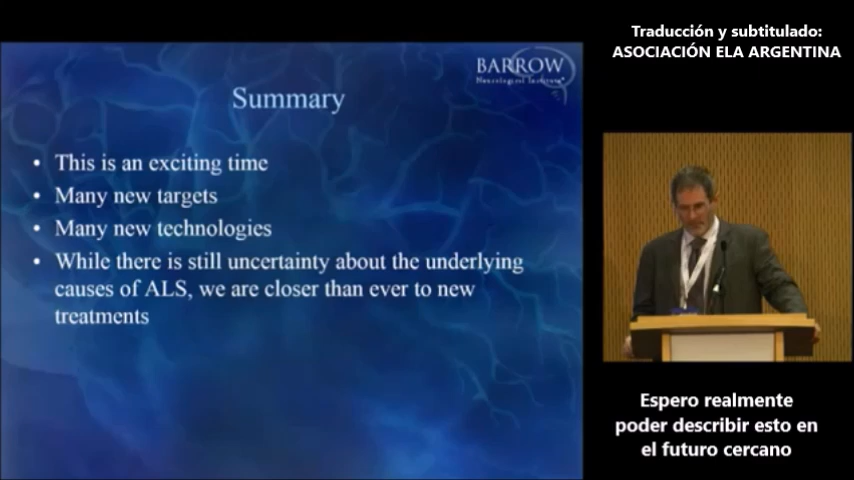 Traducción y subtitulado:
ASOCIACIÓN ELA ARGENTINA
BARROW
Neurological Institute®
Summary
• This is an exciting time
• Many new targets
• Many new technologies
• While there is still uncertainty about the underlying
causes of ALS, we are closer than ever to new
treatments
Espero realmente
poder describir esto en
el futuro cercano